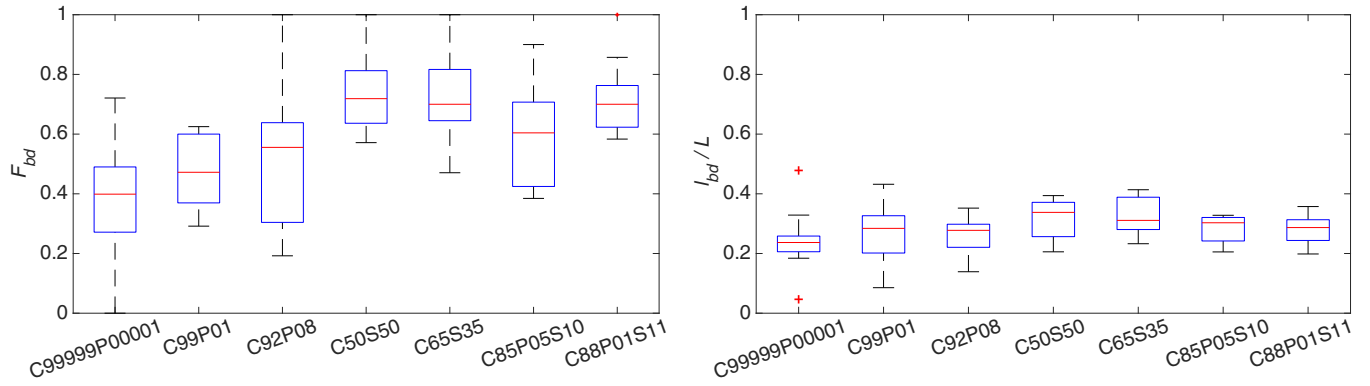 1
0.8
0.6
0.4
0.2
0
F_bd
C99999P00001
C99P01
C92P08
C50S50
C65S35
C85P05S10
C88P01S11
1
0.8
0.6
0.4
0.2
0
l_bd / L
C99999P00001
C99P01
C92P08
C50S50
C65S35
C85P05S10
C88P01S11